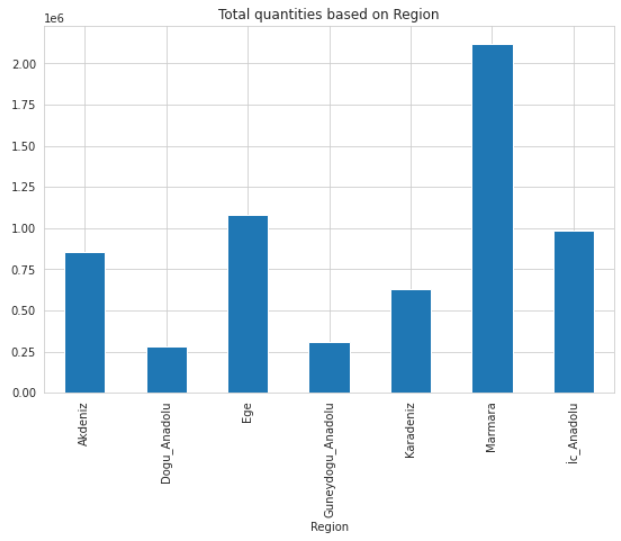 Total quantities based on Region
1e6
2.00
1.75
1.50
1.25
1.00
0.75
0.50
0.25
0.00
Akdeniz
Dogu_Anadolu
Ege
Guneydogu_Anadolu
Karadeniz
Marmara
İc_Anadolu
Region